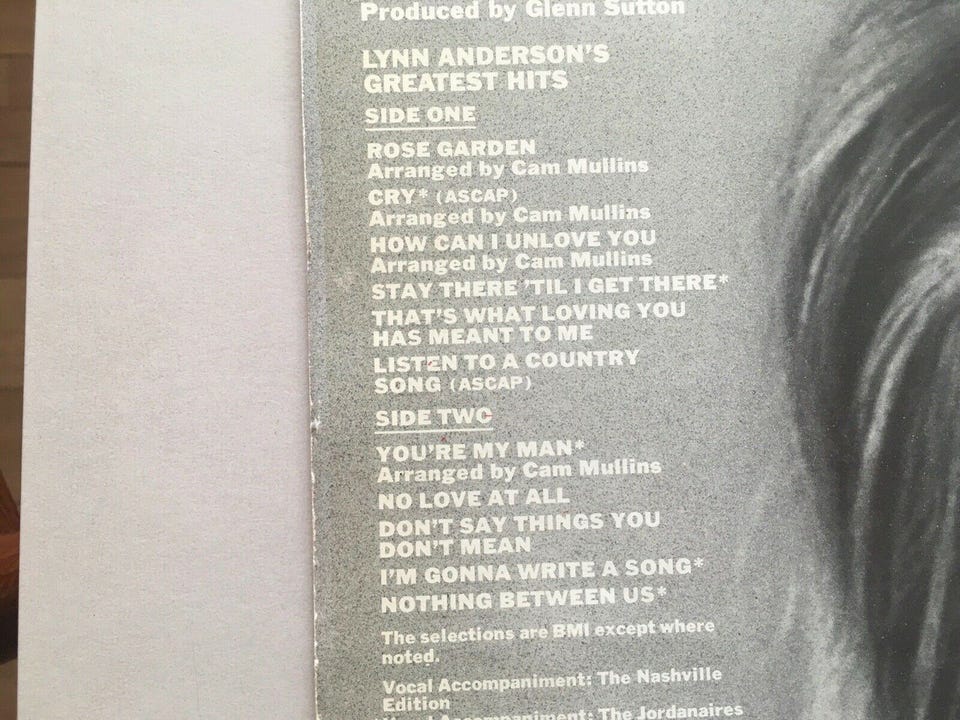 Produced by Glenn Sutton
LYNN ANDERSON'S
GREATEST HITS
SIDE ONE
ROSE GARDEN
Arranged by Cam Mullins
CRY* (ASCAP)
Arranged by Cam Mullins
HOW CAN I UNLOVE YOU
Arranged by Cam Mullins
STAY THERE 'TIL I GET THERE*
THAT'S WHAT LOVING YOU
HAS MEANT TO ME
LISTEN TO A COUNTRY
SONG (ASCAP)
SIDE TWO
YOU'RE MY MAN*
Arranged by Cam Mullins
NO LOVE AT ALL
DON'T SAY THINGS YOU
DON'T MEAN
I'M GONNA WRITE A SONG*
NOTHING BETWEEN US*
The selections are BMI except where
noted.
Vocal Accompaniment: The Nashville
Edition
Vocal Accompaniment: The Jordanaires